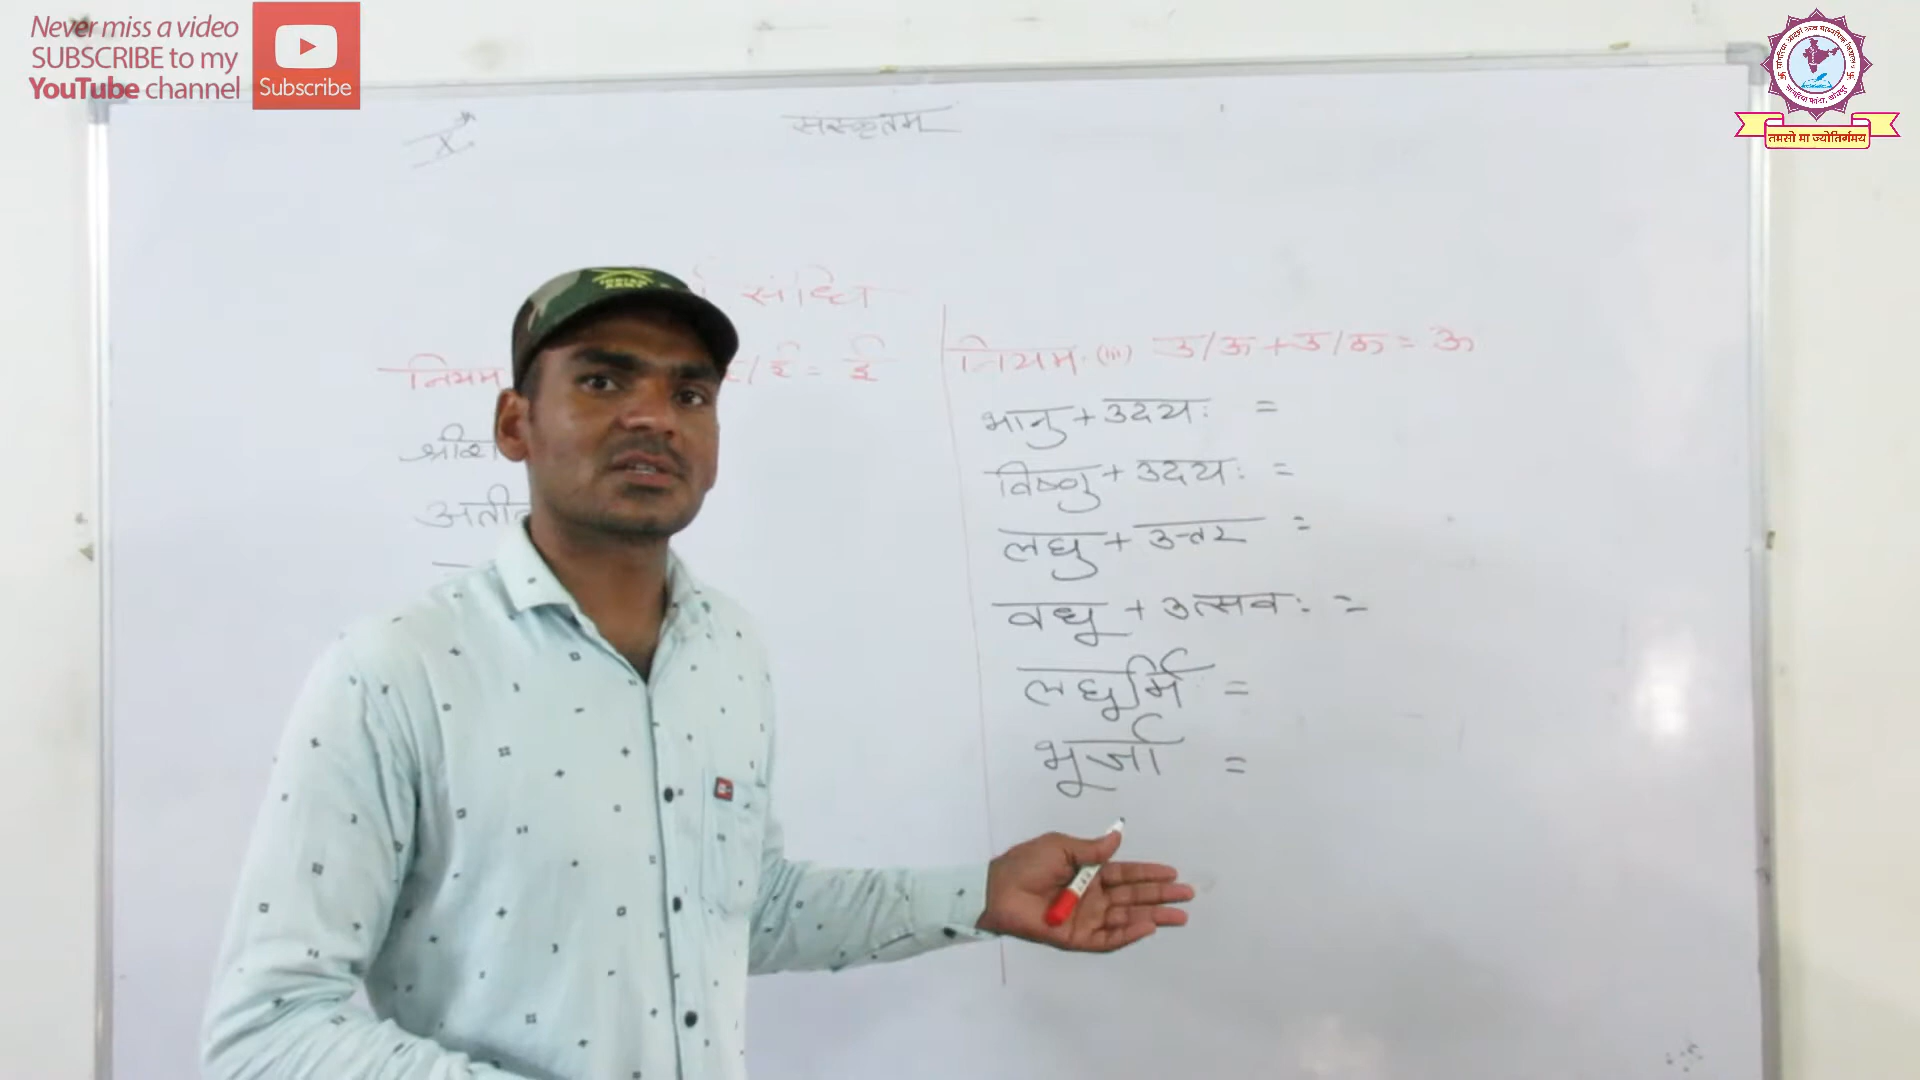 Never miss a video
SUBSCRIBE to my
YouTube channel
Subscribe
तमसो मा ज्योतिर्गमय
X
संस्कृतम्
संधि
नियम
ई = ई
श्रीश
नियम. (iii) उ/ऊ + उ/ऊ = ऊ
भानु + उदयः =
विष्णु + उदयः =
लघु + उत्तर =
वधू + उत्सवः =
लघूर्मि =
भूर्जा =